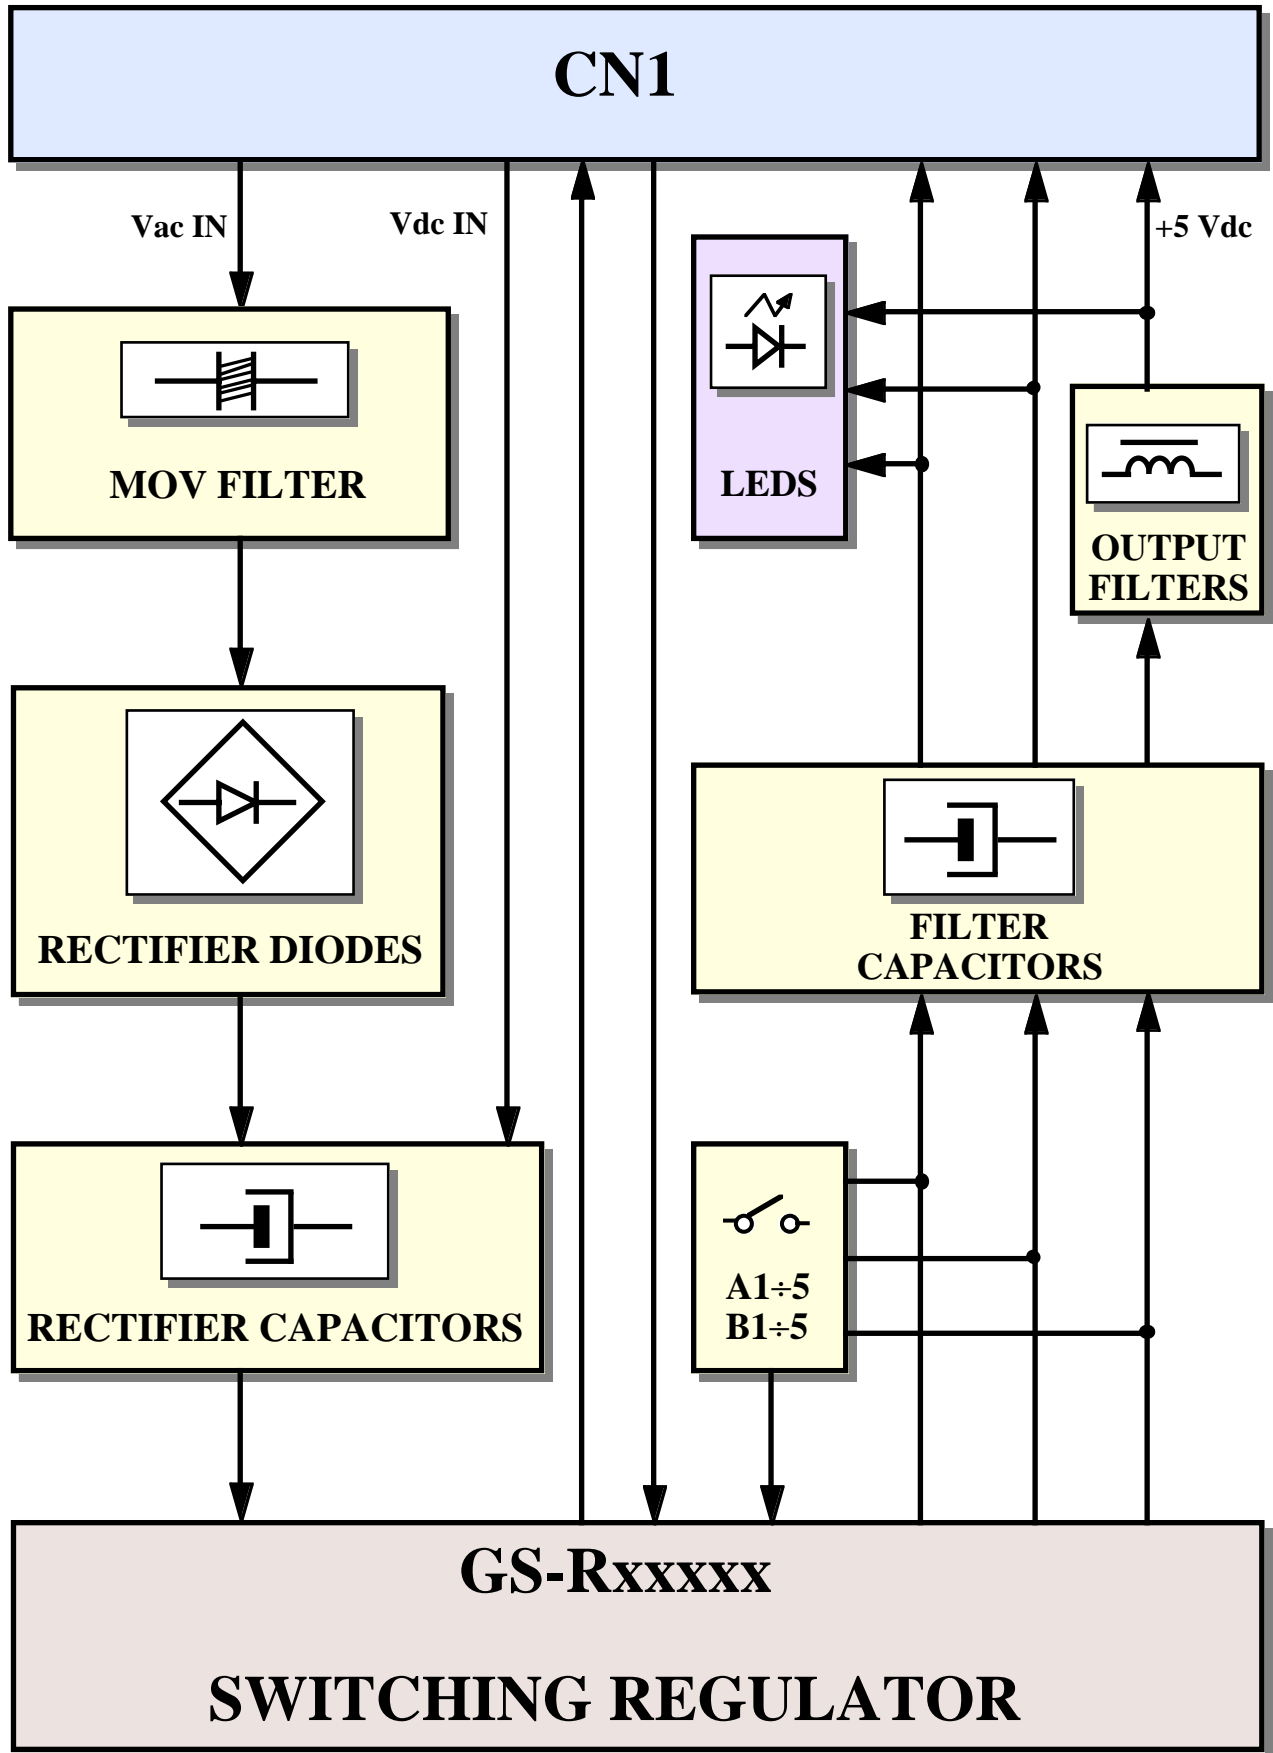 CN1
Vac IN
Vdc IN
+5 Vdc
MOV FILTER
LEDS
OUTPUT
FILTERS
RECTIFIER DIODES
FILTER
CAPACITORS
RECTIFIER CAPACITORS
A1÷5
B1÷5
GS-Rxxxxx
SWITCHING REGULATOR